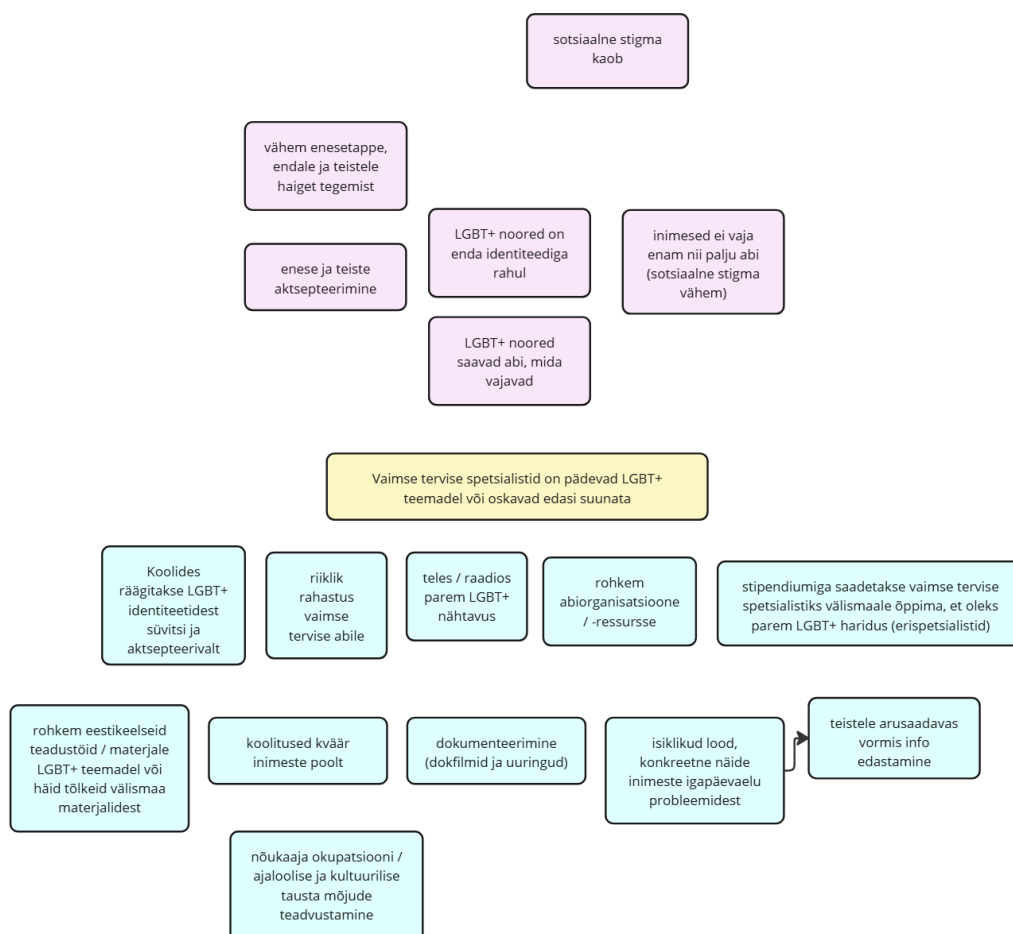 sotsiaalne stigma
kaob
vähem enesetappe,
endale ja teistele
haiget tegemist
LGBT+ noored on
enda identiteediga
rahul
inimesed ei vaja
enam nii palju abi
(sotsiaalne stigma
vähem)
enese ja teiste
aktsepteerimine
LGBT+ noored
saavad abi, mida
vajavad
Vaimse tervise spetsialistid on pädevad LGBT+
teemadel või oskavad edasi suunata
Koolides
räägitakse LGBT+
identiteetidest
süvitsi ja
aktsepteerivalt
riiklik
rahastus
vaimse
tervise abile
teles / raadios
parem LGBT+
nähtavus
rohkem
abiorganisatsioone
/ -ressursse
stipendiumiga saadetakse vaimse tervise
spetsialistiks välismaale õppima, et oleks
parem LGBT+ haridus (erispetsialistid)
rohkem eestikeelseid
teadustöid / materjale
LGBT+ teemadel või
häid tõlkeid välismaa
materjalidest
koolitused kväär
inimeste poolt
dokumenteerimine
(dokfilmid ja uuringud)
isiklikud lood,
konkreetne näide
inimeste igapäevaelu
probleemidest
teistele arusaadavas
vormis info
edastamine
nõukaaja okupatsiooni /
ajaloolise ja kultuurilise
tausta mõjude
teadvustamine